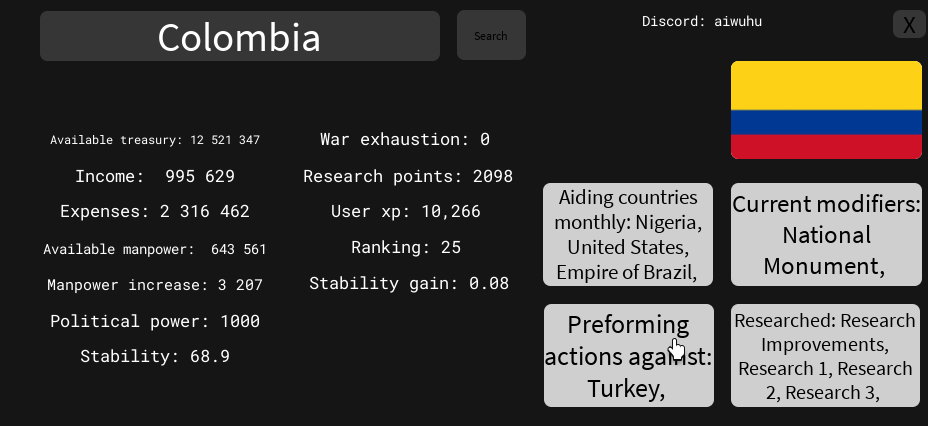 Colombia
Search
Discord: aiwuhu
X
Available treasury: 12 521 347
Income: 995 629
Expenses: 2 316 462
Available manpower: 643 561
Manpower increase: 3 207
Political power: 1000
Stability: 68.9
War exhaustion: 0
Research points: 2098
User xp: 10,266
Ranking: 25
Stability gain: 0.08
Aiding countries
monthly: Nigeria,
United States,
Empire of Brazil,
Current modifiers:
National
Monument,
Preforming
actions against:
Turkey,
Researched: Research
Improvements,
Research 1, Research
2, Research 3,